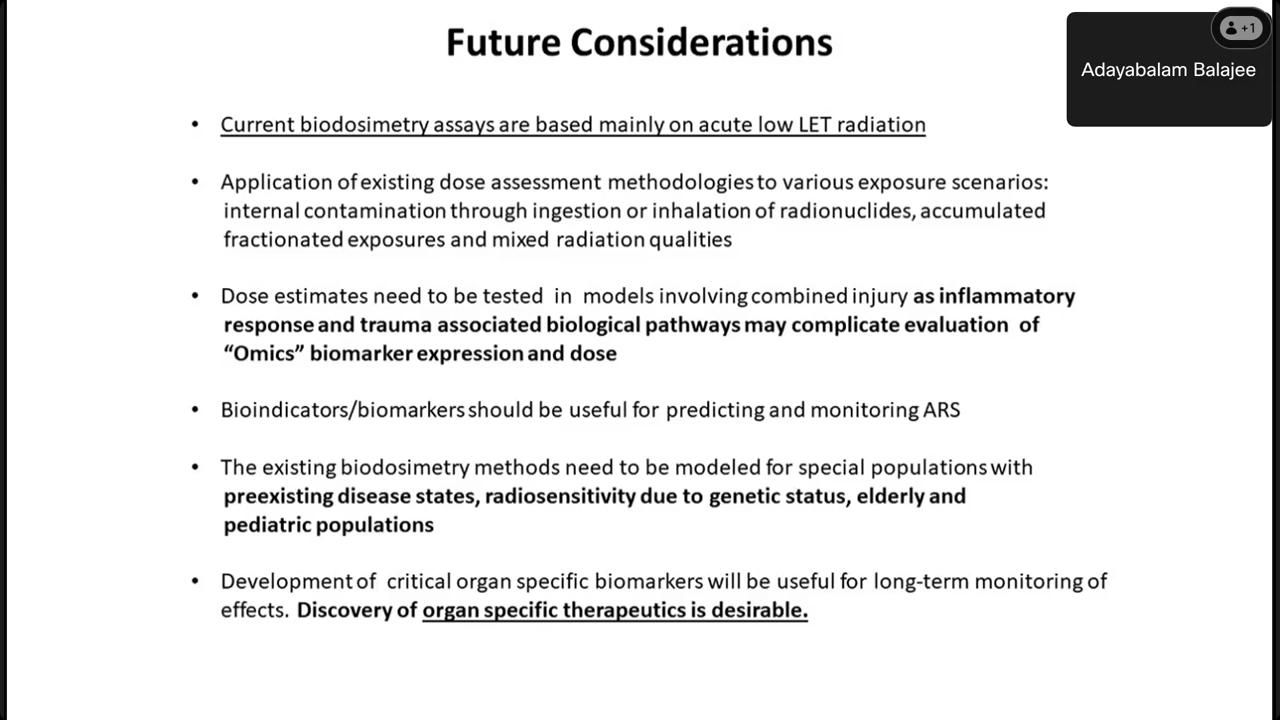 Future Considerations
+1
Adayabalam Balajee
• Current biodosimetry assays are based mainly on acute low LET radiation
• Application of existing dose assessment methodologies to various exposure scenarios:
internal contamination through ingestion or inhalation of radionuclides, accumulated
fractionated exposures and mixed radiation qualities
• Dose estimates need to be tested in models involving combined injury as inflammatory
response and trauma associated biological pathways may complicate evaluation of
“Omics” biomarker expression and dose
• Bioindicators/biomarkers should be useful for predicting and monitoring ARS
• The existing biodosimetry methods need to be modeled for special populations with
preexisting disease states, radiosensitivity due to genetic status, elderly and
pediatric populations
• Development of critical organ specific biomarkers will be useful for long-term monitoring of
effects. Discovery of organ specific therapeutics is desirable.